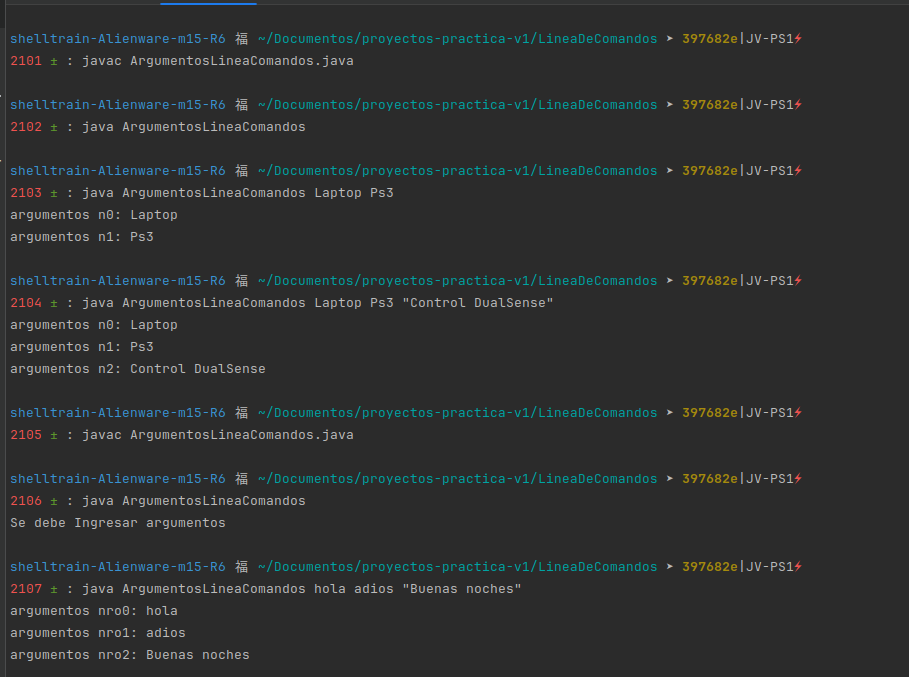 shelltrain-Alienware-m15-R6 福 ~/Documentos/proyectos-practica-v1/LineaDeComandos ➤ 397682e|JV-PS1⚡
2101 ± : javac ArgumentosLineaComandos.java
shelltrain-Alienware-m15-R6 福 ~/Documentos/proyectos-practica-v1/LineaDeComandos ➤ 397682e|JV-PS1⚡
2102 ± : java ArgumentosLineaComandos
shelltrain-Alienware-m15-R6 福 ~/Documentos/proyectos-practica-v1/LineaDeComandos ➤ 397682e|JV-PS1⚡
2103 ± : java ArgumentosLineaComandos Laptop Ps3
argumentos n0: Laptop
argumentos n1: Ps3
shelltrain-Alienware-m15-R6 福 ~/Documentos/proyectos-practica-v1/LineaDeComandos ➤ 397682e|JV-PS1⚡
2104 ± : java ArgumentosLineaComandos Laptop Ps3 "Control DualSense"
argumentos n0: Laptop
argumentos n1: Ps3
argumentos n2: Control DualSense
shelltrain-Alienware-m15-R6 福 ~/Documentos/proyectos-practica-v1/LineaDeComandos ➤ 397682e|JV-PS1⚡
2105 ± : javac ArgumentosLineaComandos.java
shelltrain-Alienware-m15-R6 福 ~/Documentos/proyectos-practica-v1/LineaDeComandos ➤ 397682e|JV-PS1⚡
2106 ± : java ArgumentosLineaComandos
Se debe Ingresar argumentos
shelltrain-Alienware-m15-R6 福 ~/Documentos/proyectos-practica-v1/LineaDeComandos ➤ 397682e|JV-PS1⚡
2107 ± : java ArgumentosLineaComandos hola adios "Buenas noches"
argumentos nro0: hola
argumentos nro1: adios
argumentos nro2: Buenas noches